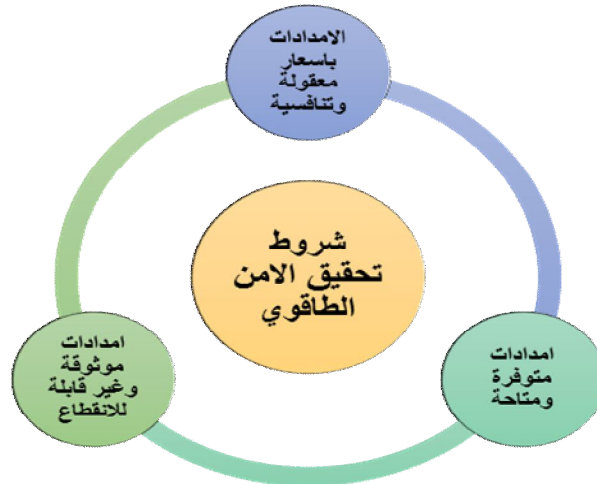 الامدادات
باسعار
معقولة
وتنافسية
شروط
تحقيق الامن
الطاقوي
امدادات
متوفرة
ومتاحة
امدادات
موثوقة
وغير قابلة
للانقطاع